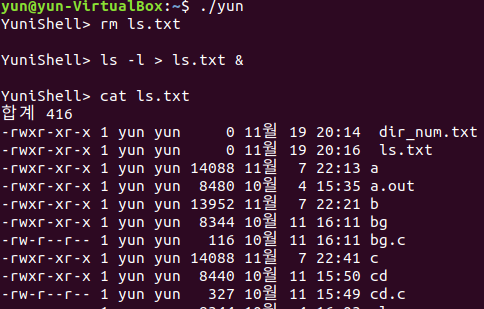 yun@yun-VirtualBox:~$ ./yun
YuniShell> rm ls.txt
YuniShell> ls -l > ls.txt &
YuniShell> cat ls.txt
합계 416
-rwxr-xr-x 1 yun yun 0 11월 19 20:14 dir_num.txt
-rwxr-xr-x 1 yun yun 0 11월 19 20:16 ls.txt
-rwxr-xr-x 1 yun yun 14088 11월 7 22:13 a
-rwxr-xr-x 1 yun yun 8480 10월 4 15:35 a.out
-rwxr-xr-x 1 yun yun 13952 11월 7 22:21 b
-rwxr-xr-x 1 yun yun 8344 10월 11 16:11 bg
-rw-r--r-- 1 yun yun 116 10월 11 16:11 bg.c
-rwxr-xr-x 1 yun yun 14088 11월 7 22:41 c
-rwxr-xr-x 1 yun yun 8440 10월 11 15:50 cd
-rw-r--r-- 1 yun yun 327 10월 11 15:49 cd.c